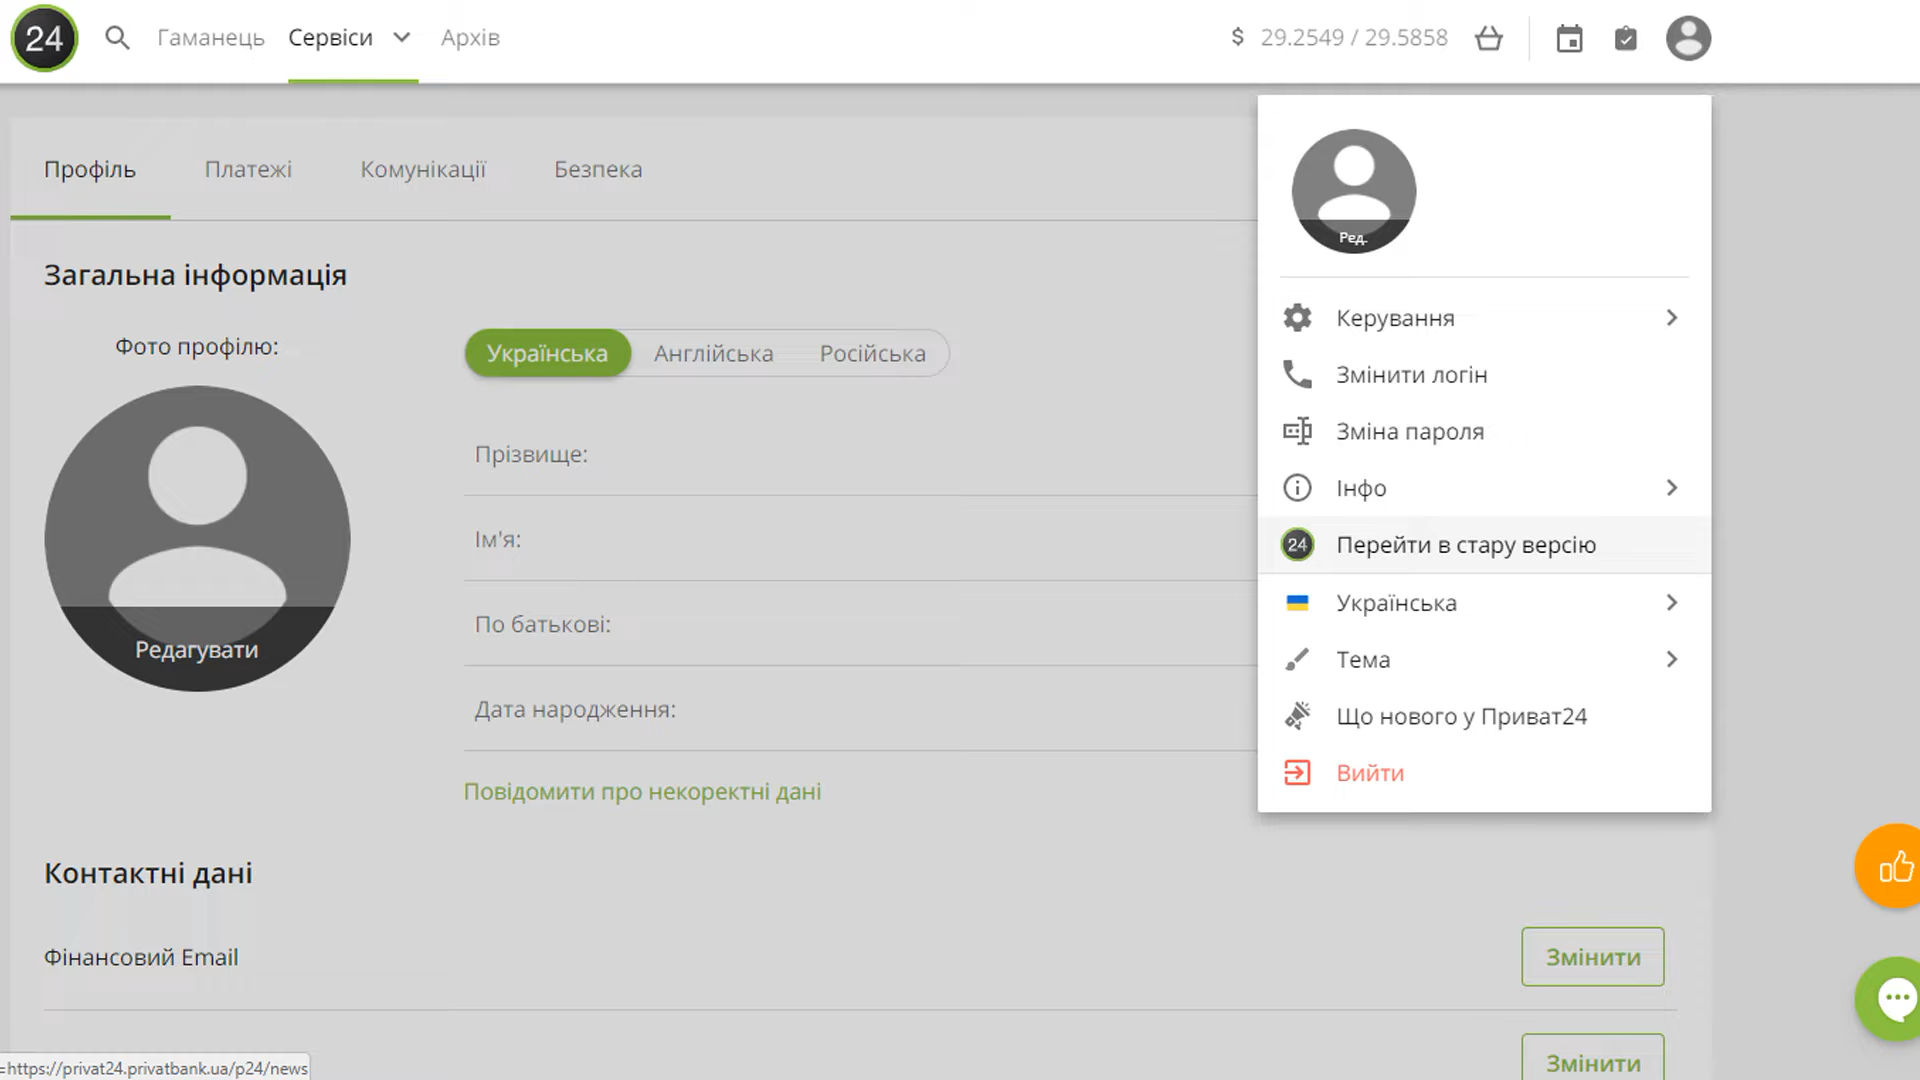 24 Гаманець Сервіси Архів $ 29.2549 / 29.5858
Профіль Платежі Комунікації Безпека
Загальна інформація
Фото профілю:
Редагувати
Українська Англійська Російська
Прізвище:
Ім'я:
По батькові:
Дата народження:
Повідомити про некоректні дані
Контактні дані
Фінансовий Email Змінити
Змінити
Ред.
Керування
Змінити логін
Зміна пароля
Інфо
24 Перейти в стару версію
Українська
Тема
Що нового у Приват24
Вийти
=https://privat24.privatbank.ua/p24/news